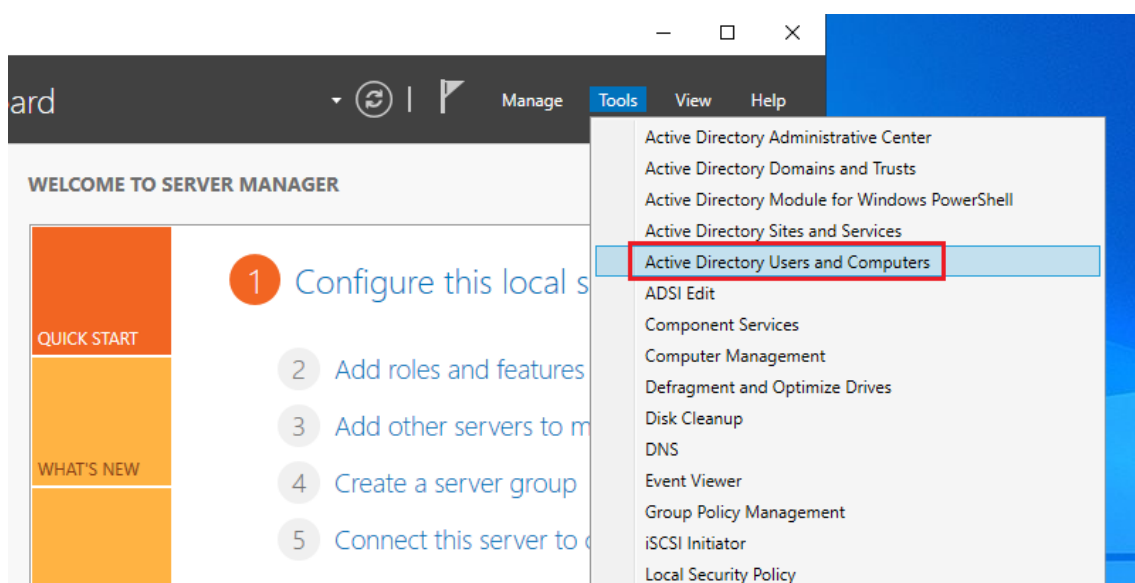 ard
Manage Tools View Help
WELCOME TO SERVER MANAGER
QUICK START
WHAT'S NEW
1 Configure this local s
2 Add roles and features
3 Add other servers to m
4 Create a server group
5 Connect this server to c
Active Directory Administrative Center
Active Directory Domains and Trusts
Active Directory Module for Windows PowerShell
Active Directory Sites and Services
Active Directory Users and Computers
ADSI Edit
Component Services
Computer Management
Defragment and Optimize Drives
Disk Cleanup
DNS
Event Viewer
Group Policy Management
iSCSI Initiator
Local Security Policy